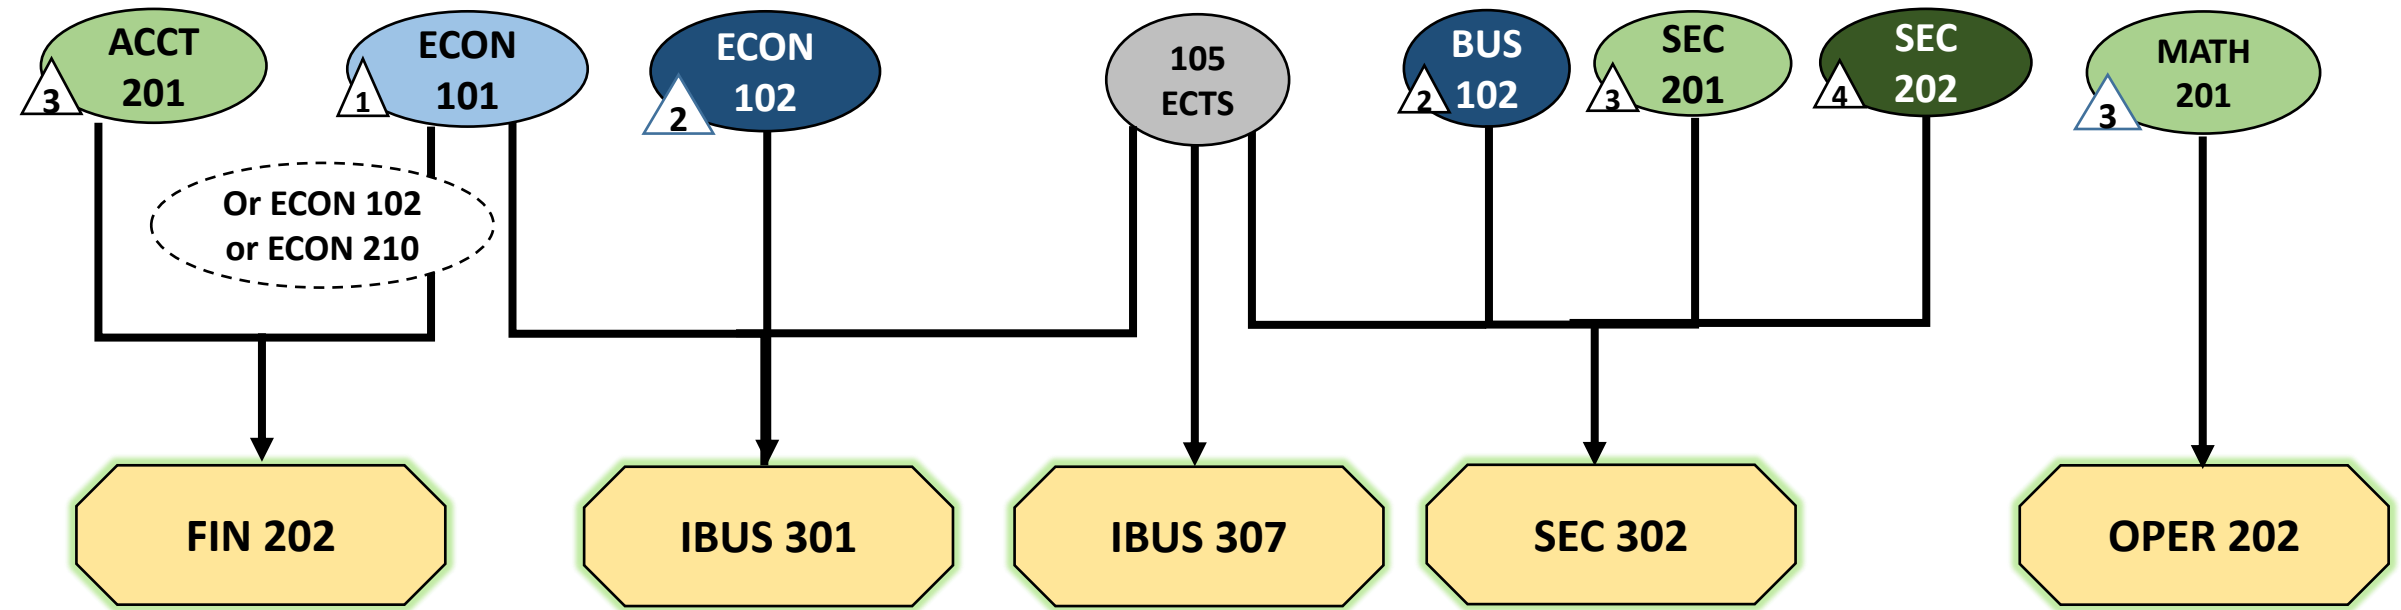 ACCT
201
3
ECON
101
1
ECON
102
2
105
ECTS
BUS
102
2
SEC
201
3
SEC
202
4
MATH
201
3
Or ECON 102
or ECON 210
FIN 202
IBUS 301
IBUS 307
SEC 302
OPER 202